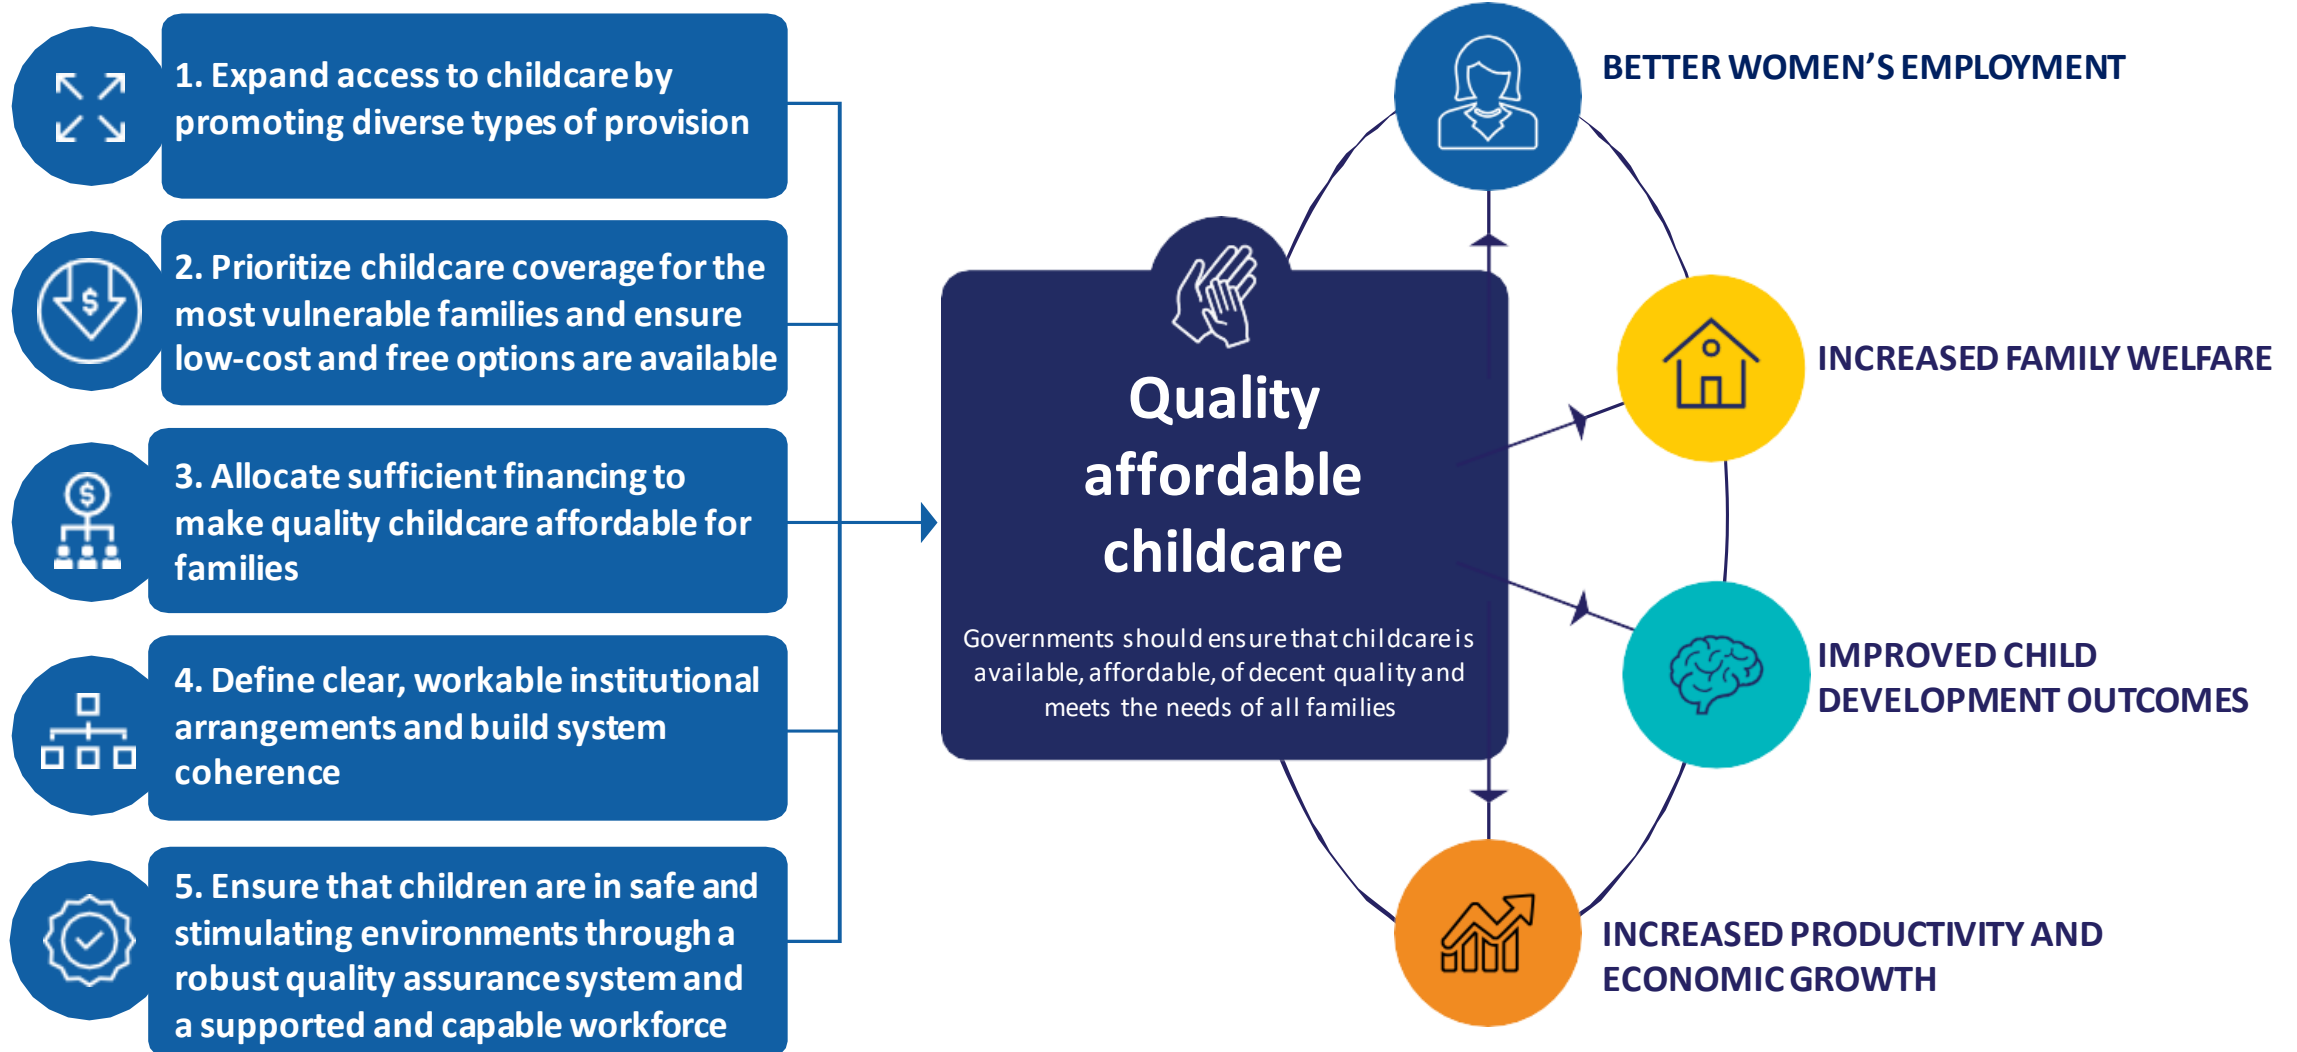 1. Expand access to childcare by
promoting diverse types of provision
2. Prioritize childcare coverage for the
most vulnerable families and ensure
low-cost and free options are available
3. Allocate sufficient financing to
make quality childcare affordable for
families
4. Define clear, workable institutional
arrangements and build system
coherence
5. Ensure that children are in safe and
stimulating environments through a
robust quality assurance system and
a supported and capable workforce
Quality
affordable
childcare
Governments should ensure that childcare is
available, affordable, of decent quality and
meets the needs of all families
BETTER WOMEN’S EMPLOYMENT
INCREASED FAMILY WELFARE
IMPROVED CHILD
DEVELOPMENT OUTCOMES
INCREASED PRODUCTIVITY AND
ECONOMIC GROWTH